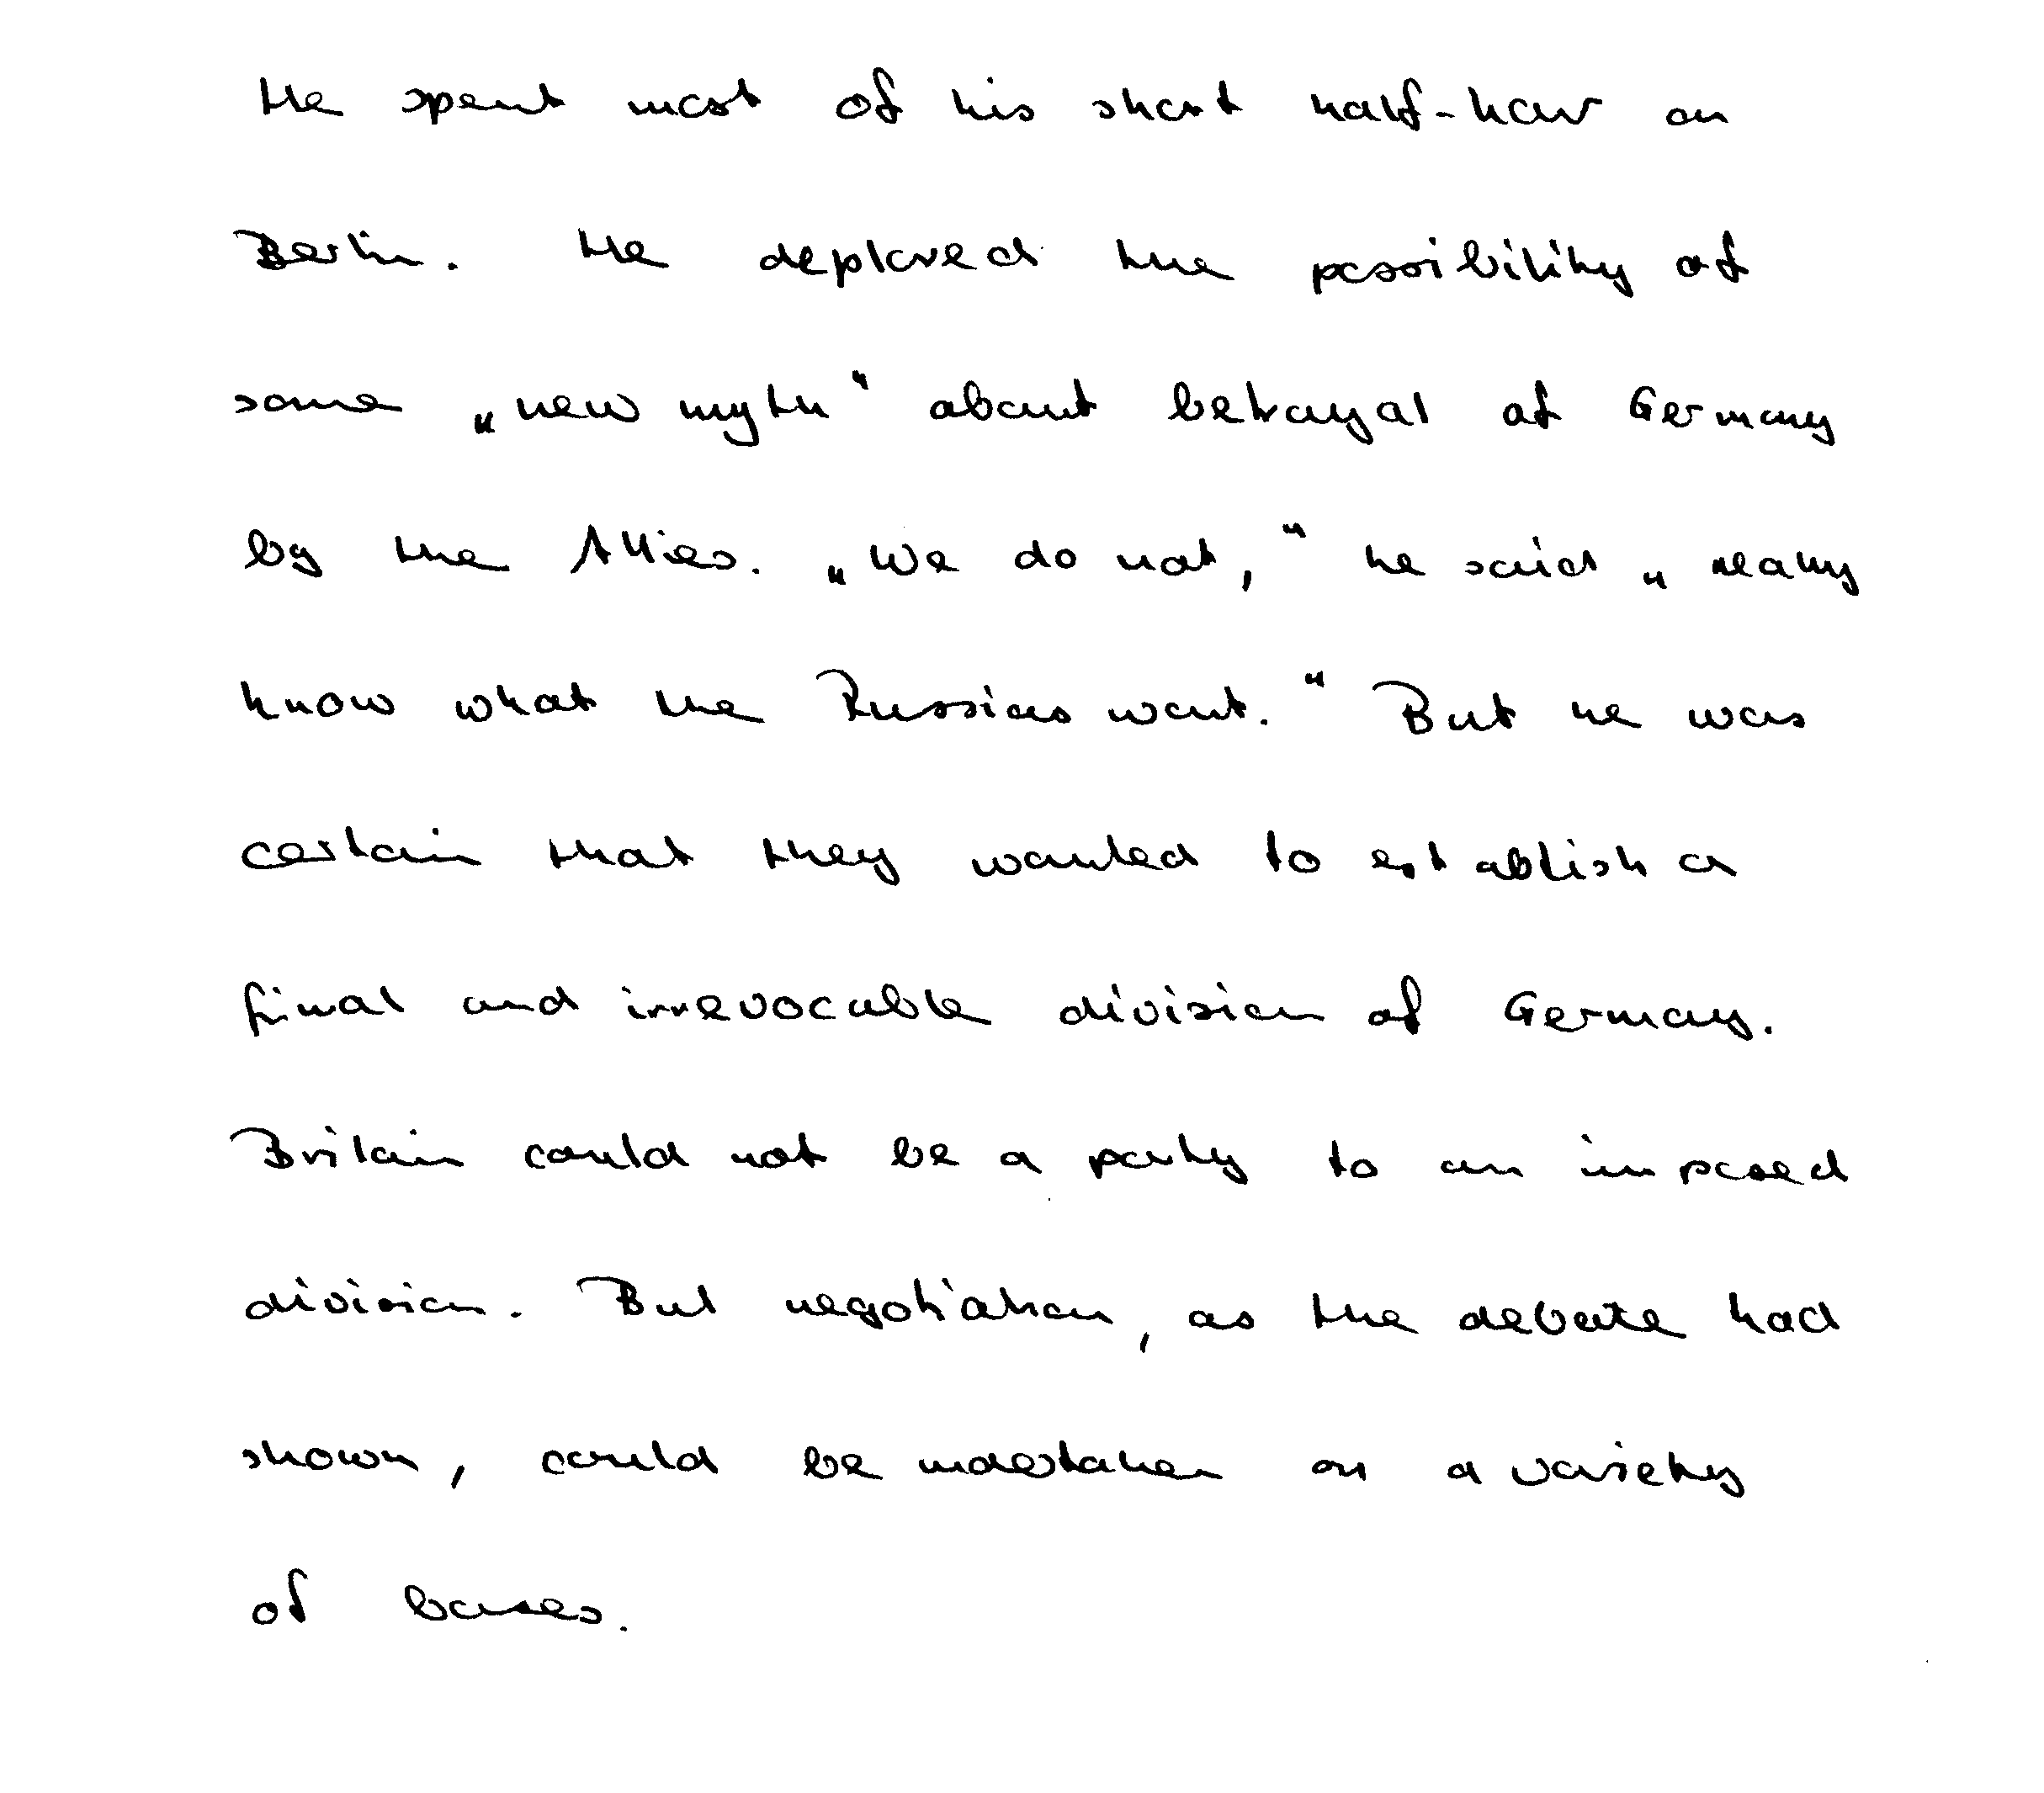 He spent most of his short half-hour on
Berlin. He deplored the possibility of
some „new myth“ about betrayal of Germany
by the Allies. „We do not,“ he said „really
know what the Russians want.“ But he was
certain that they wanted to establish a
final and irrevocable division of Germany.
Britain could not be a party to an imposed
division. But negotiation, as the debate had
shown, could be undertaken on a variety
of bases.